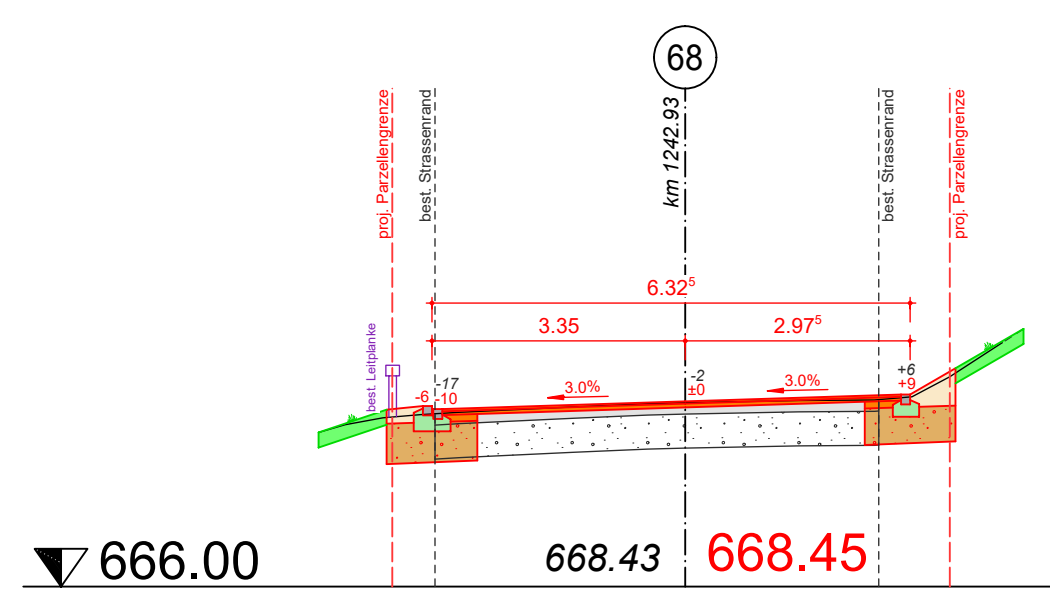 68
km 1242.93
proj. Parzellengrenze
best. Strassenrand
best. Strassenrand
proj. Parzellengrenze
6.32⁵
3.35
2.97⁵
best. Leitplanke
-17
-6
-10
3.0%
-2
±0
3.0%
+6
+9
666.00
668.43
668.45